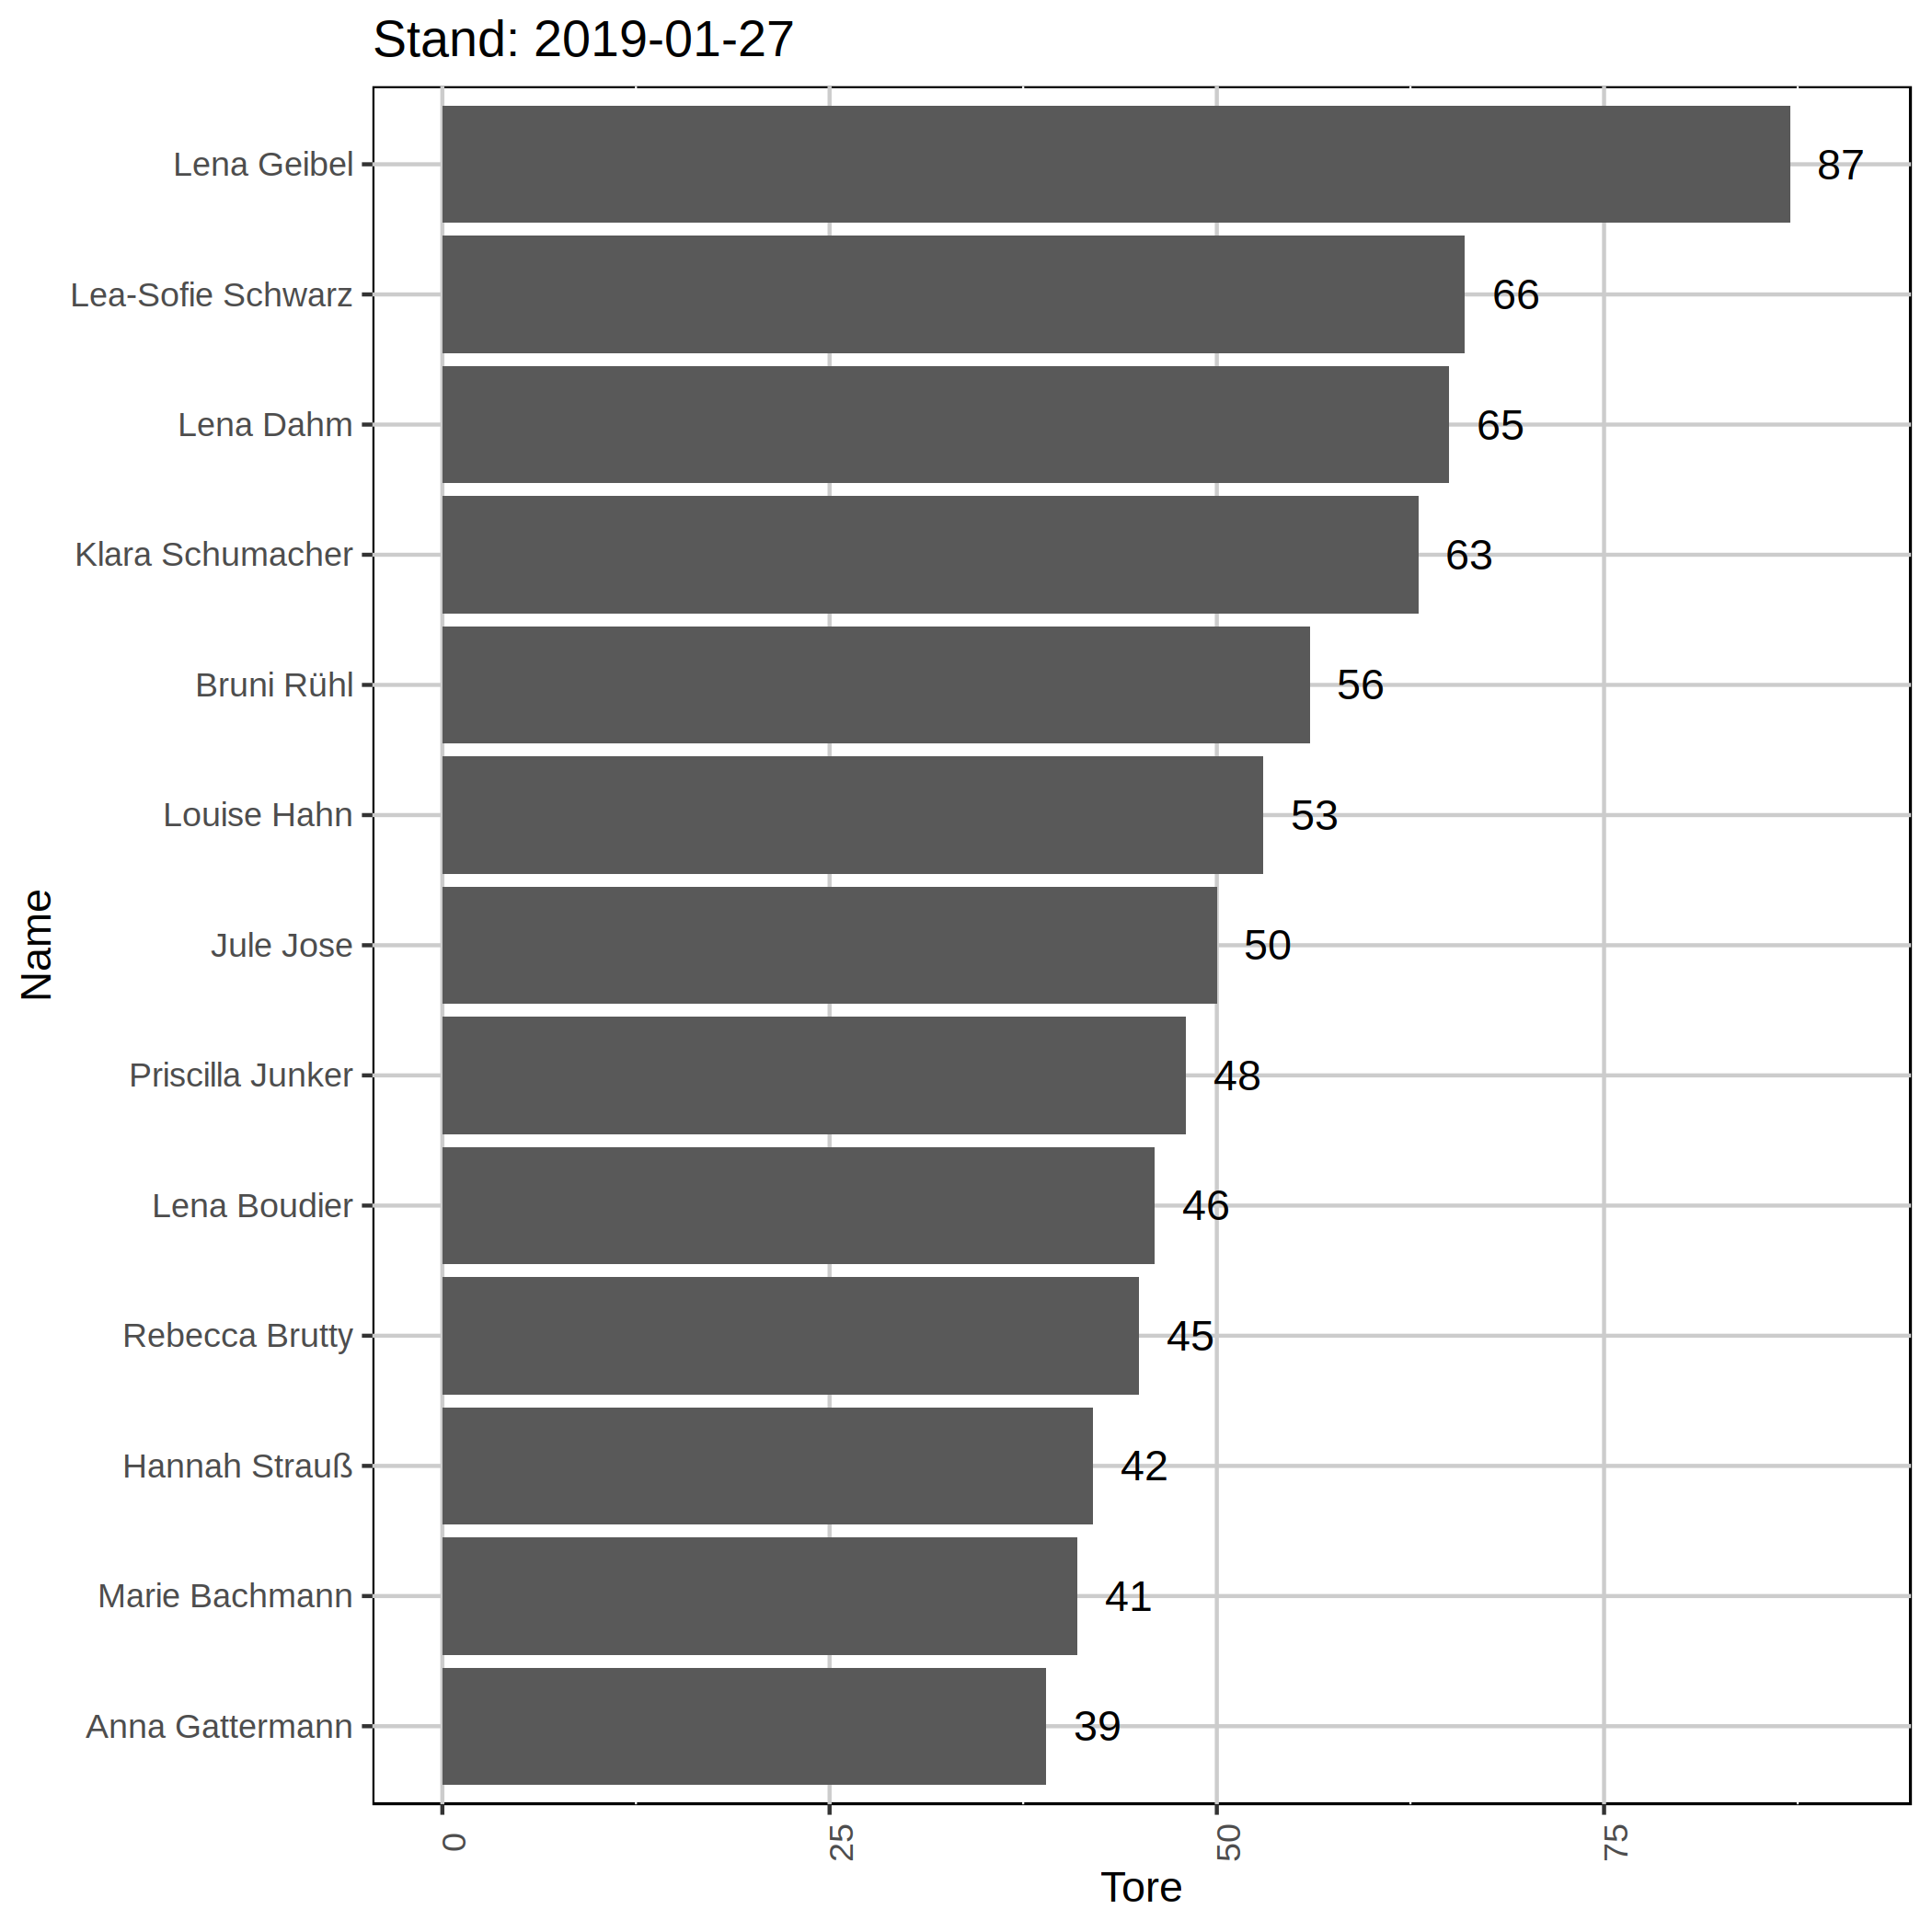 Stand: 2019-01-27
Lena Geibel 87
Lea-Sofie Schwarz 66
Lena Dahm 65
Klara Schumacher 63
Bruni Rühl 56
Louise Hahn 53
Jule Jose 50
Priscilla Junker 48
Lena Boudier 46
Rebecca Brutty 45
Hannah Strauß 42
Marie Bachmann 41
Anna Gattermann 39
Name
0 25 50 75
Tore